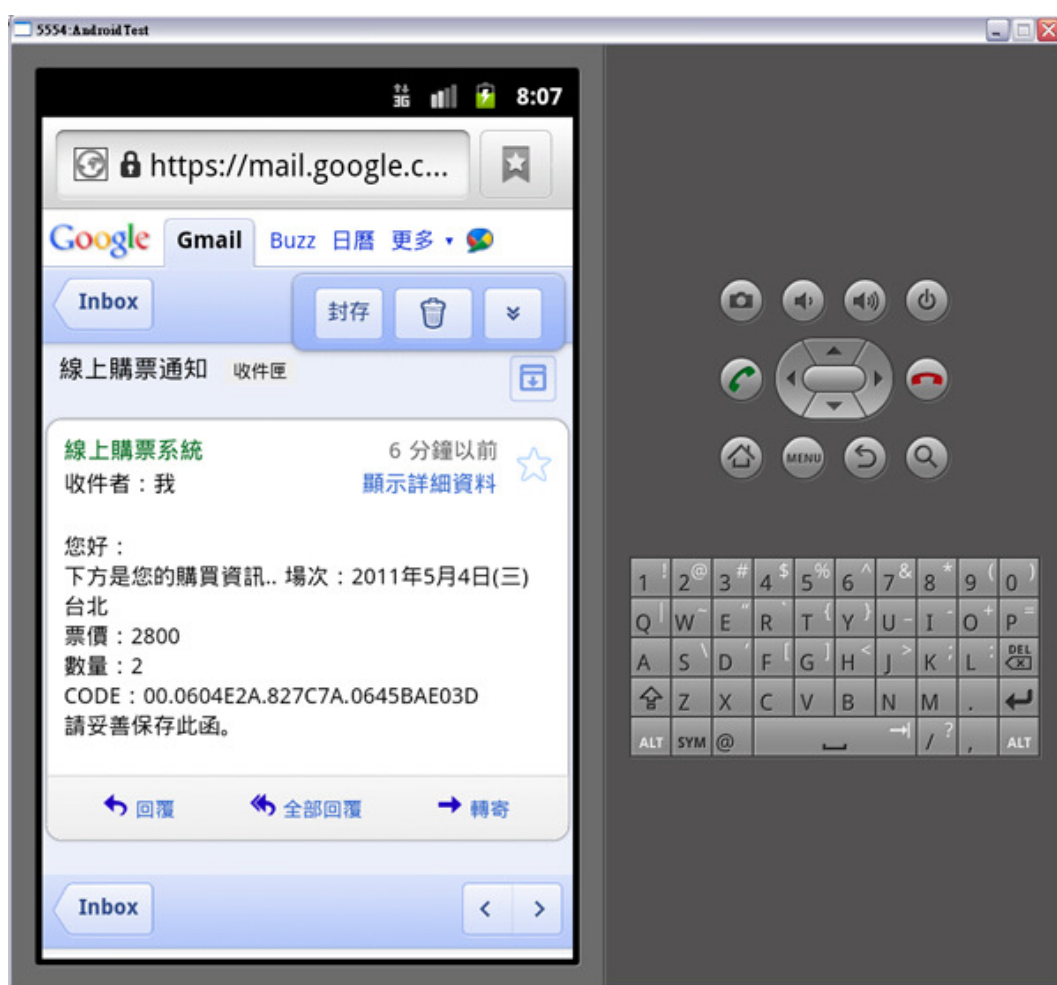 5554:AndroidTest
3G 8:07
https://mail.google.c...
Google Gmail Buzz 日曆 更多
Inbox 封存
線上購票通知 收件匣
線上購票系統 6 分鐘以前
收件者：我 顯示詳細資料
您好：
下方是您的購買資訊.. 場次：2011年5月4日(三)
台北
票價：2800
數量：2
CODE：00.0604E2A.827C7A.0645BAE03D
請妥善保存此函。
回覆 全部回覆 轉寄
Inbox < >
MENU
1 ! 2 @ 3 # 4 $ 5 % 6 ^ 7 & 8 * 9 ( 0 )
Q | W ~ E " R ` T { Y } U _ I - O + P =
A S \ D ' F [ G ] H < J > K ; L : DEL
Z X C V B N M .
ALT SYM @ / ? , ALT